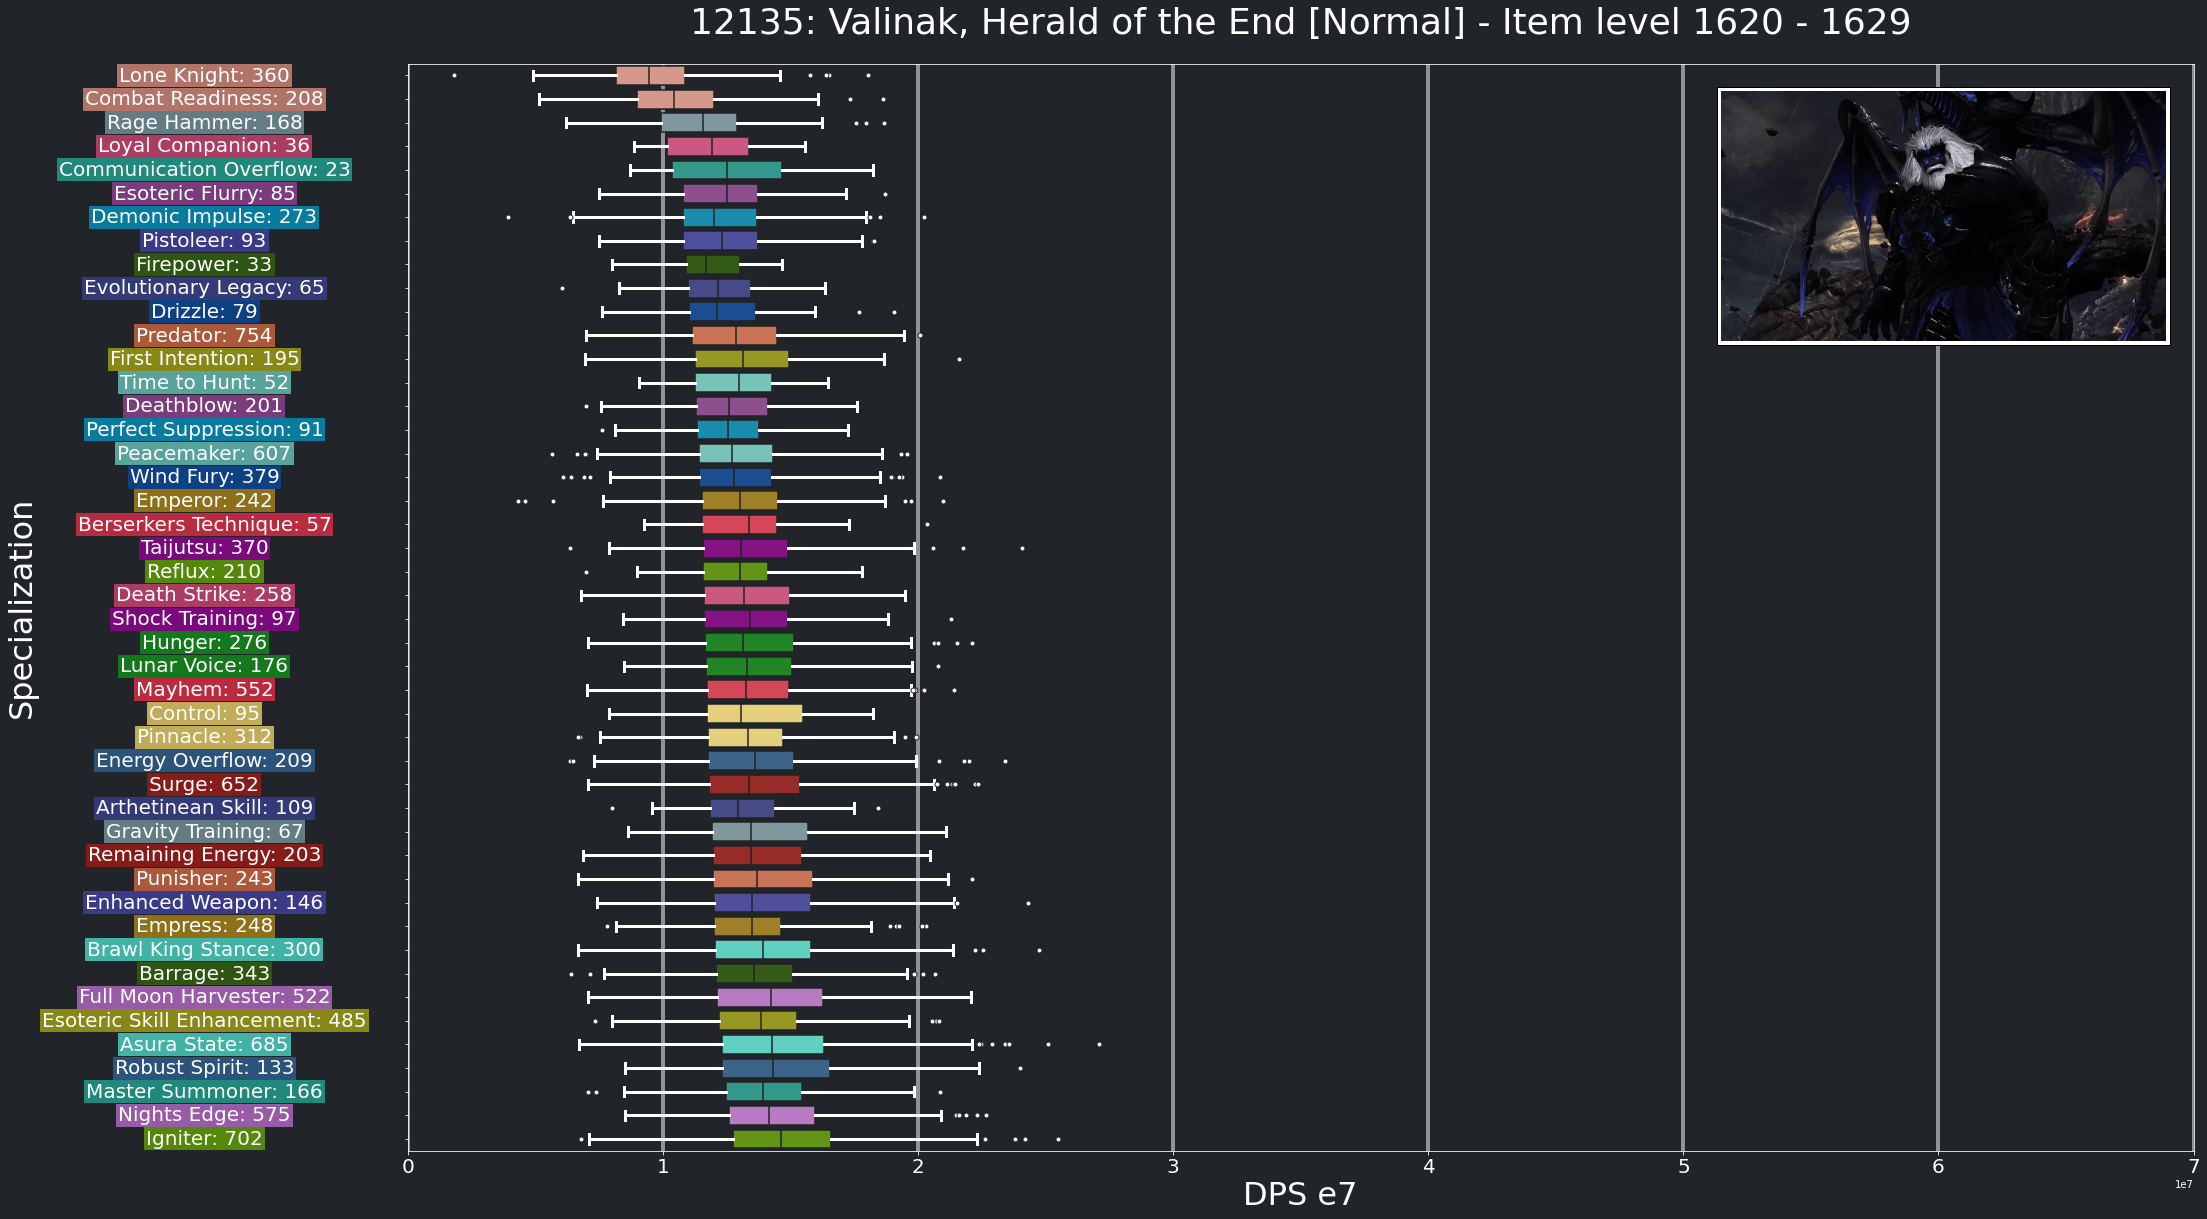 12135: Valinak, Herald of the End [Normal] - Item level 1620 - 1629
Specialization
Lone Knight: 360
Combat Readiness: 208
Rage Hammer: 168
Loyal Companion: 36
Communication Overflow: 23
Esoteric Flurry: 85
Demonic Impulse: 273
Pistoleer: 93
Firepower: 33
Evolutionary Legacy: 65
Drizzle: 79
Predator: 754
First Intention: 195
Time to Hunt: 52
Deathblow: 201
Perfect Suppression: 91
Peacemaker: 607
Wind Fury: 379
Emperor: 242
Berserkers Technique: 57
Taijutsu: 370
Reflux: 210
Death Strike: 258
Shock Training: 97
Hunger: 276
Lunar Voice: 176
Mayhem: 552
Control: 95
Pinnacle: 312
Energy Overflow: 209
Surge: 652
Arthetinean Skill: 109
Gravity Training: 67
Remaining Energy: 203
Punisher: 243
Enhanced Weapon: 146
Empress: 248
Brawl King Stance: 300
Barrage: 343
Full Moon Harvester: 522
Esoteric Skill Enhancement: 485
Asura State: 685
Robust Spirit: 133
Master Summoner: 166
Nights Edge: 575
Igniter: 702
0 1 2 3 4 5 6 7
1e7
DPS e7